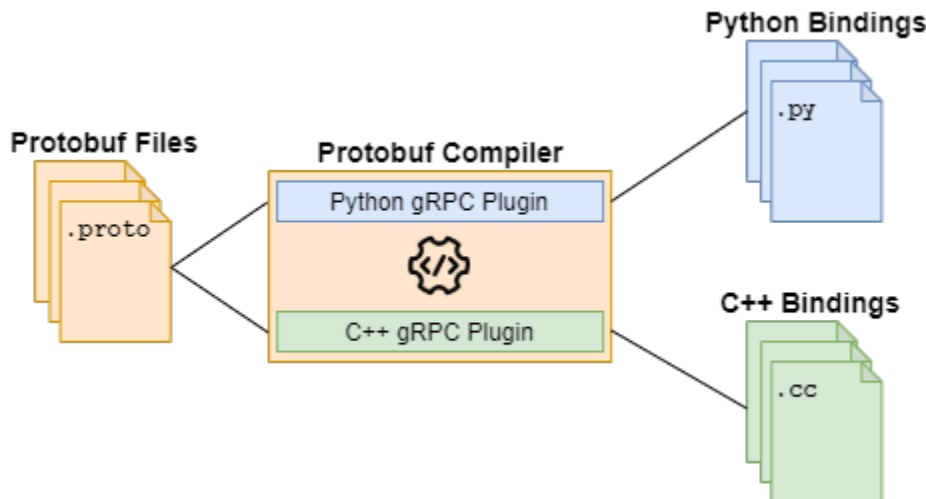 Python Bindings
.py
Protobuf Files
.proto
Protobuf Compiler
Python gRPC Plugin
</>
C++ gRPC Plugin
C++ Bindings
.cc